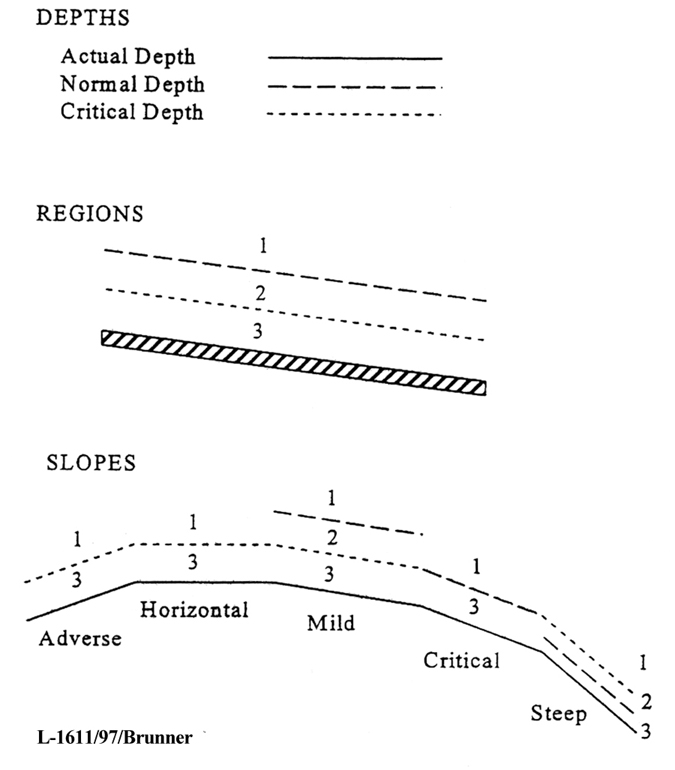 DEPTHS
Actual Depth
Normal Depth
Critical Depth
REGIONS
1
2
3
SLOPES
1
3
Adverse
1
3
Horizontal
1
2
3
Mild
1
3
Critical
1
2
3
Steep
L-1611/97/Brunner